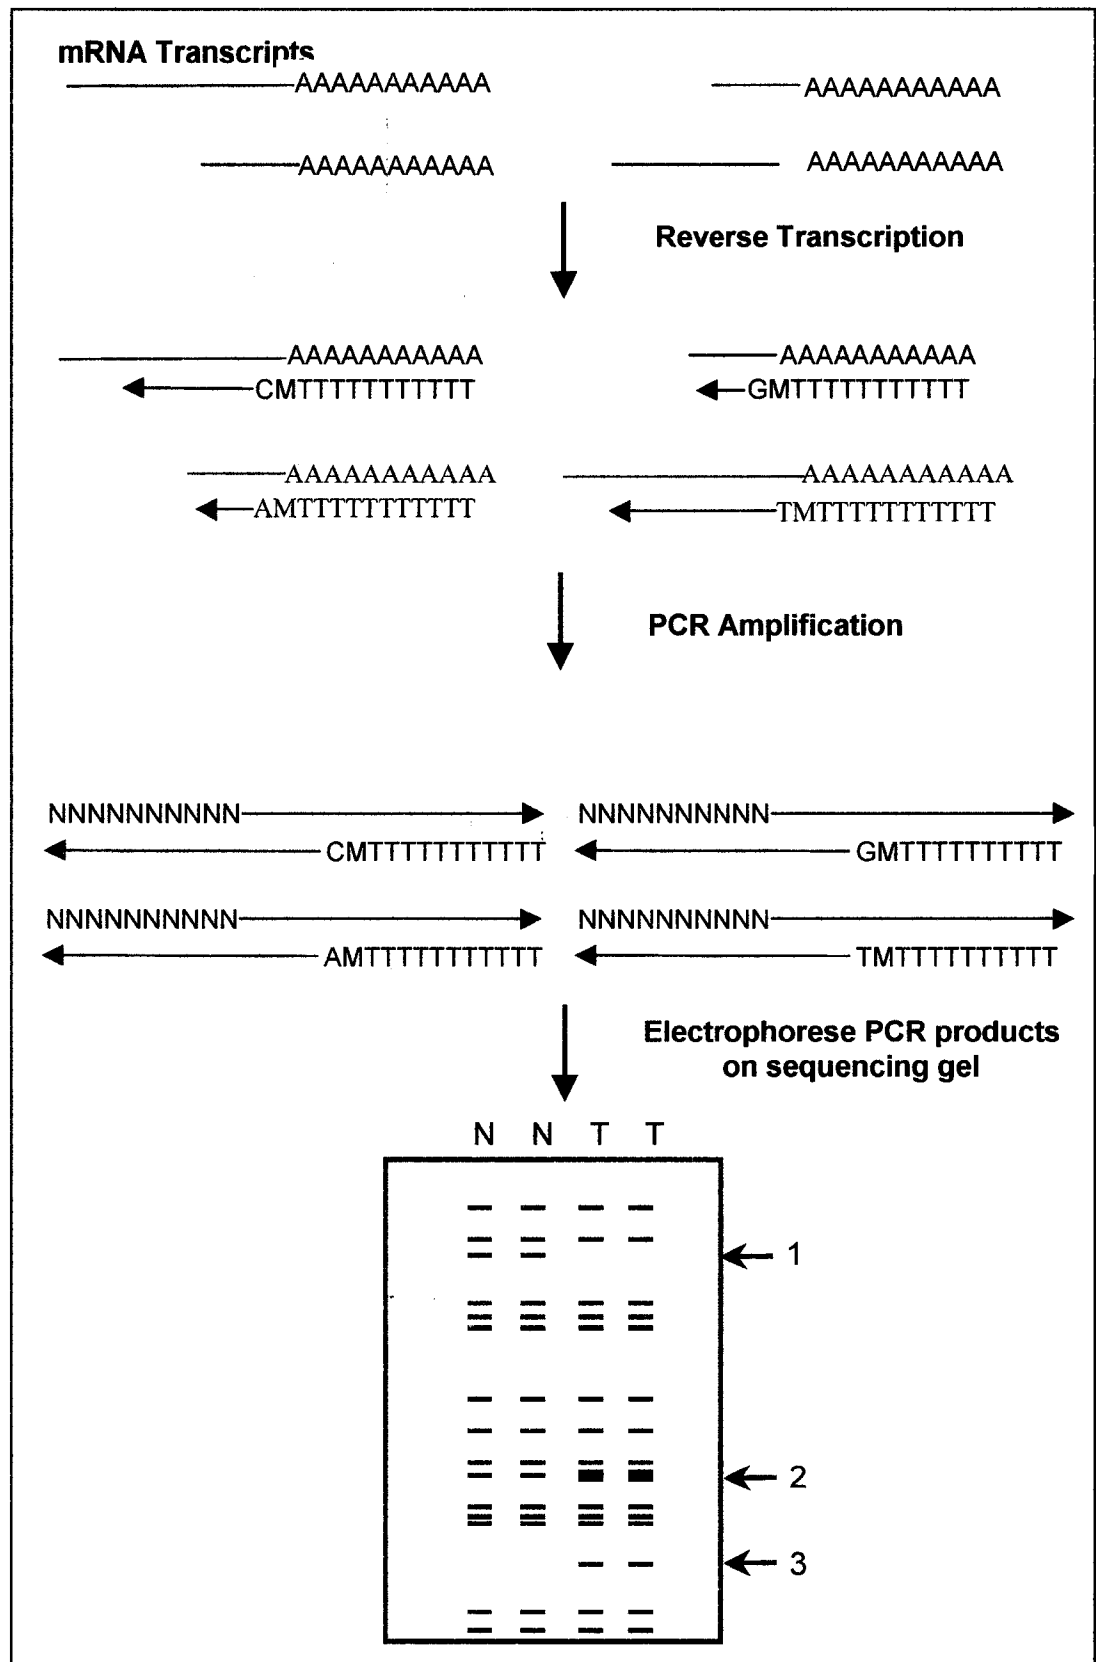 mRNA Transcripts
AAAAAAAAAAA AAAAAAAAAAA
AAAAAAAAAAA AAAAAAAAAAA
Reverse Transcription
AAAAAAAAAAA AAAAAAAAAAA
CMTTTTTTTTTTT GMTTTTTTTTTTT
AAAAAAAAAAA AAAAAAAAAAA
AMTTTTTTTTTTT TMTTTTTTTTTTT
PCR Amplification
NNNNNNNNNN NNNNNNNNNN
CMTTTTTTTTTTT GMTTTTTTTTTT
NNNNNNNNNN NNNNNNNNNN
AMTTTTTTTTTTT TMTTTTTTTTTT
Electrophorese PCR products
on sequencing gel
N N T T
1
2
3